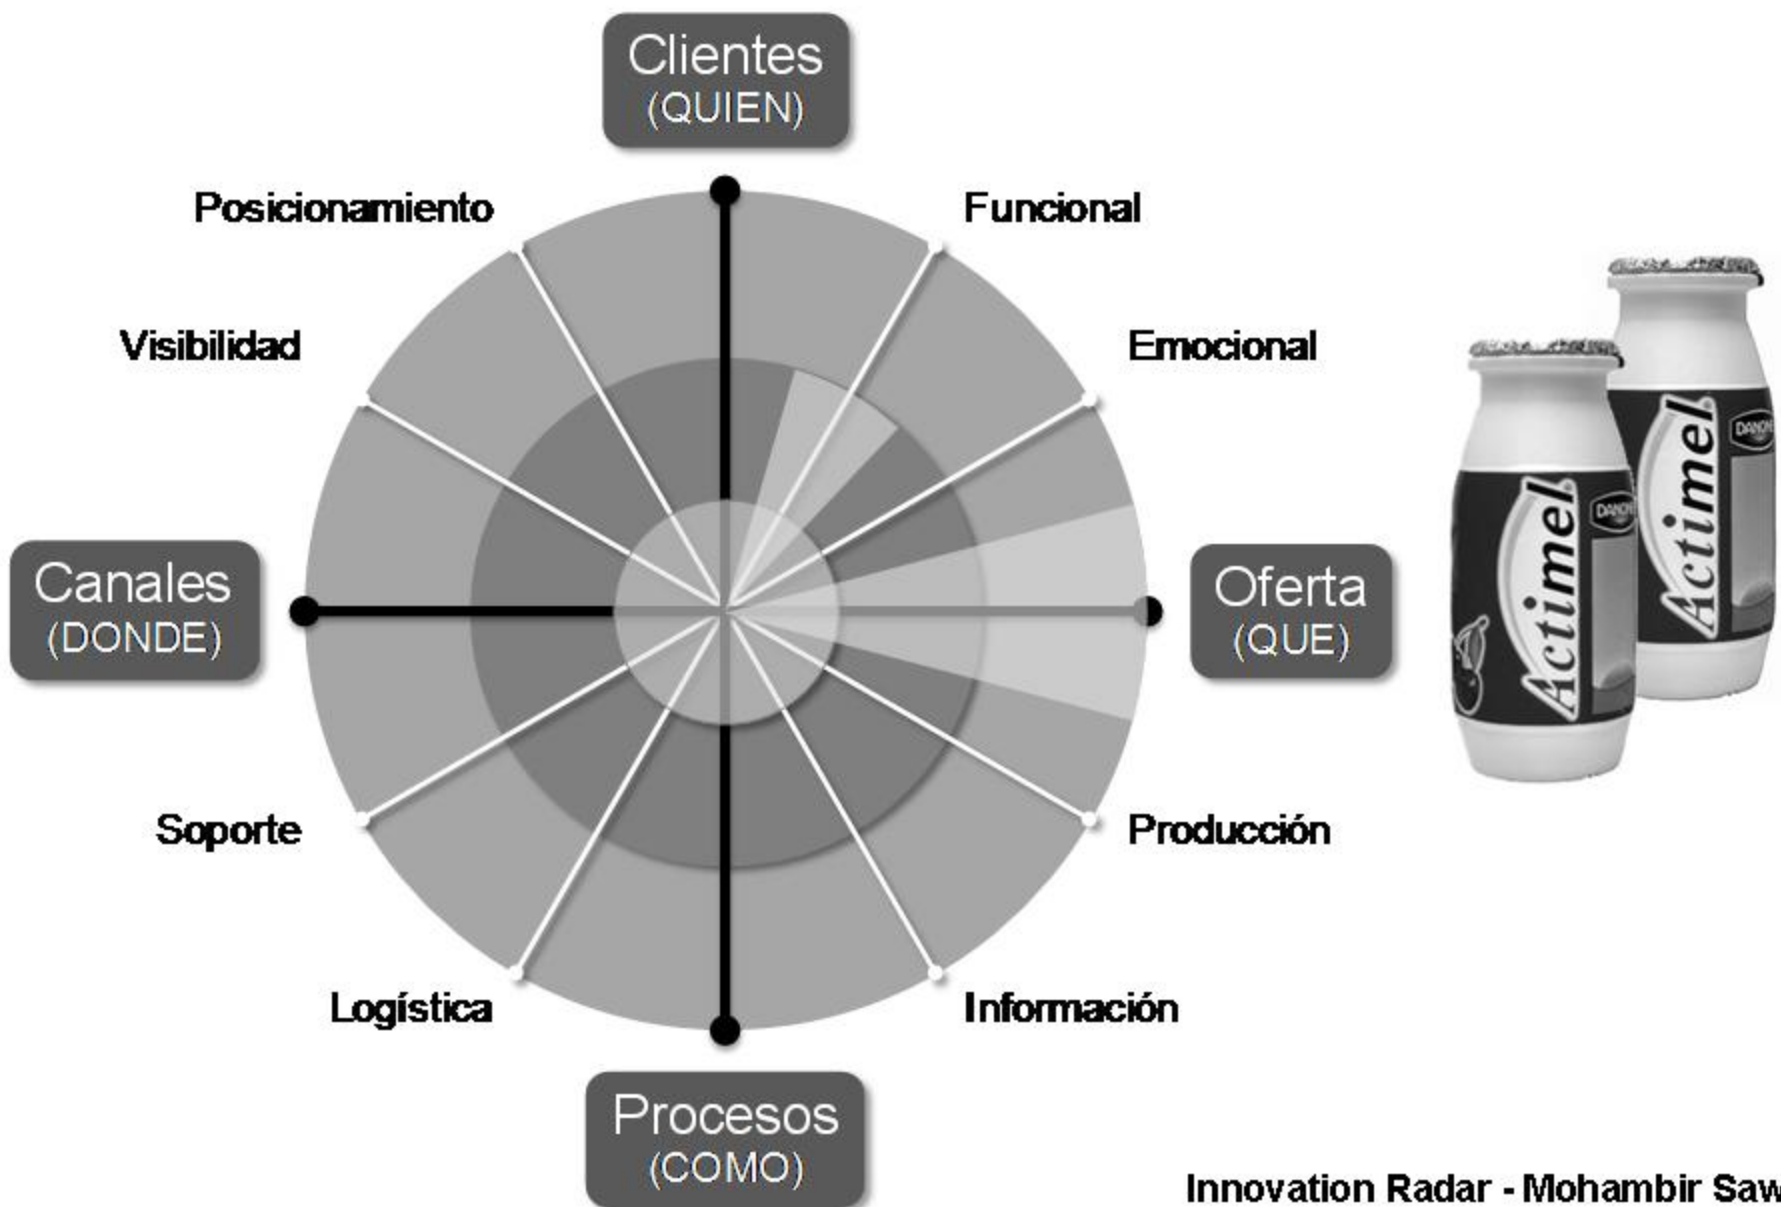 Clientes
(QUIEN)
Posicionamiento
Funcional
Visibilidad
Emocional
Canales
(DONDE)
Oferta
(QUE)
Actimel
Actimel
Soporte
Producción
Logística
Información
Procesos
(COMO)
Innovation Radar - Mohambir